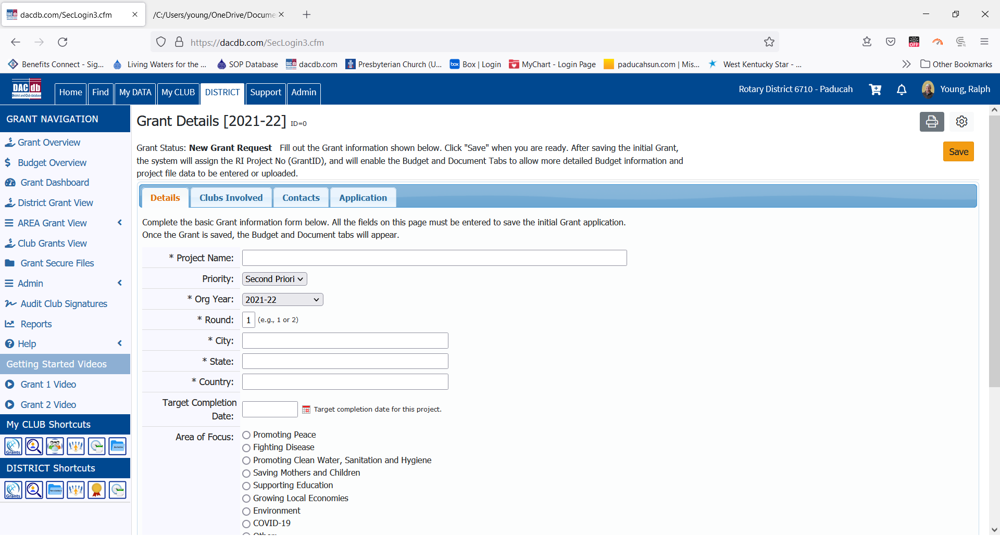 dacdb.com/SecLogin3.cfm
/C:/Users/young/OneDrive/Docume
https://dacdb.com/SecLogin3.cfm
OFF
Benefits Connect - Sig...
Living Waters for the ...
SOP Database
dacdb.com
Presbyterian Church (U...
box
Box | Login
MyChart - Login Page
paducahsun.com | Mis...
West Kentucky Star - ...
Other Bookmarks
DACdb
District and Club database
Home
Find
My DATA
My CLUB
DISTRICT
Support
Admin
Rotary District 6710 - Paducah
Young, Ralph
GRANT NAVIGATION
Grant Overview
Budget Overview
Grant Dashboard
District Grant View
AREA Grant View
Club Grants View
Grant Secure Files
Admin
Audit Club Signatures
Reports
Help
Getting Started Videos
Grant 1 Video
Grant 2 Video
My CLUB Shortcuts
Grants
DISTRICT Shortcuts
Grants
Grant Details [2021-22] ID=0
Grant Status: New Grant Request Fill out the Grant information shown below. Click "Save" when you are ready. After saving the initial Grant,
the system will assign the RI Project No (GrantID), and will enable the Budget and Document Tabs to allow more detailed Budget information and
project file data to be entered or uploaded.
Save
Details
Clubs Involved
Contacts
Application
Complete the basic Grant information form below. All the fields on this page must be entered to save the initial Grant application.
Once the Grant is saved, the Budget and Document tabs will appear.
* Project Name:
Priority: Second Priori
* Org Year: 2021-22
* Round: 1 (e.g., 1 or 2)
* City:
* State:
* Country:
Target Completion
Date:
Target completion date for this project.
Area of Focus:
Promoting Peace
Fighting Disease
Promoting Clean Water, Sanitation and Hygiene
Saving Mothers and Children
Supporting Education
Growing Local Economies
Environment
COVID-19